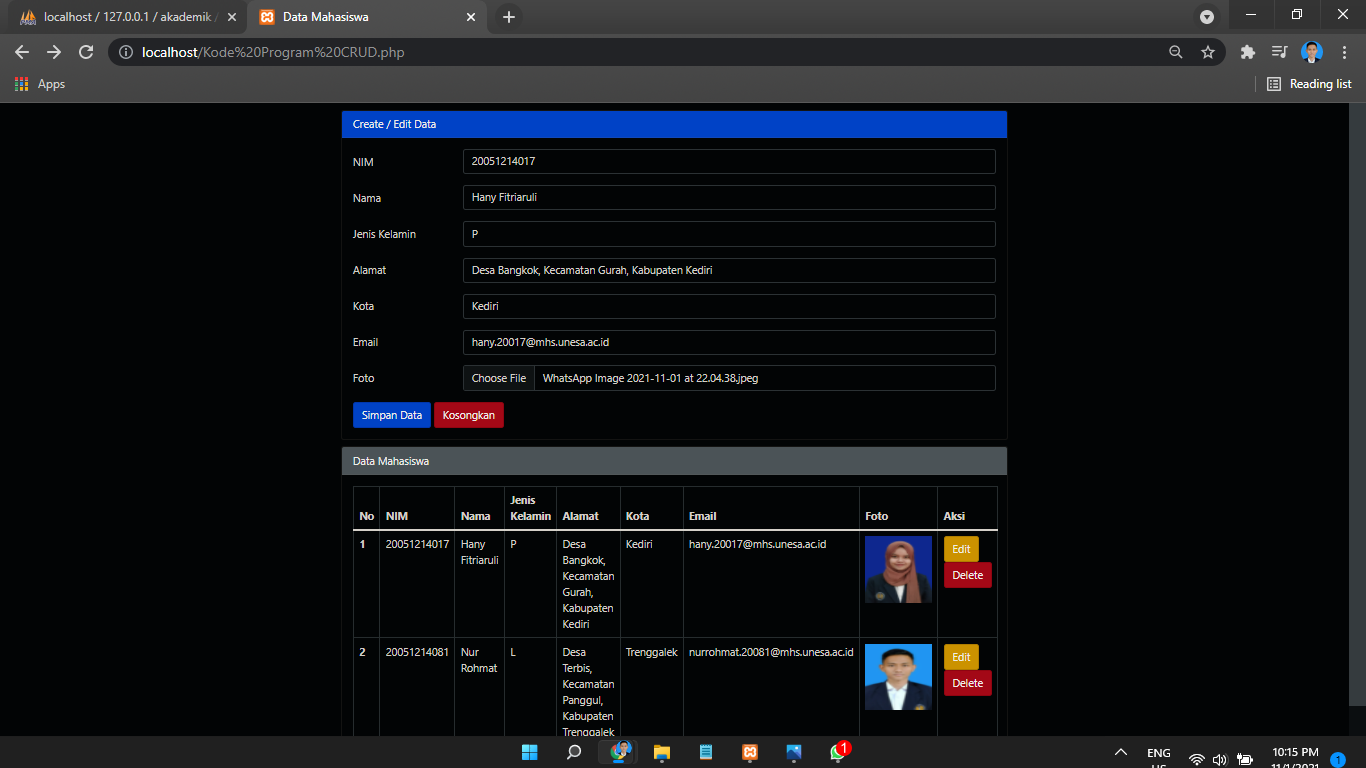 localhost / 127.0.0.1 / akademik /
Data Mahasiswa
localhost/Kode%20Program%20CRUD.php
Apps
Reading list
Create / Edit Data
NIM
20051214017
Nama
Hany Fitriaruli
Jenis Kelamin
P
Alamat
Desa Bangkok, Kecamatan Gurah, Kabupaten Kediri
Kota
Kediri
Email
hany.20017@mhs.unesa.ac.id
Foto
Choose File WhatsApp Image 2021-11-01 at 22.04.38.jpeg
Simpan Data Kosongkan
Data Mahasiswa
No NIM Nama Jenis Kelamin Alamat Kota Email Foto Aksi
1 20051214017 Hany P Desa Kediri hany.20017@mhs.unesa.ac.id Edit
Fitriaruli Bangkok,
Kecamatan Delete
Gurah,
Kabupaten
Kediri
2 20051214081 Nur L Desa Trenggalek nurrohmat.20081@mhs.unesa.ac.id Edit
Rohmat Terbis,
Kecamatan Delete
Panggul,
Kabupaten
Trenggalek
1
ENG
US
10:15 PM
11/1/2021
1